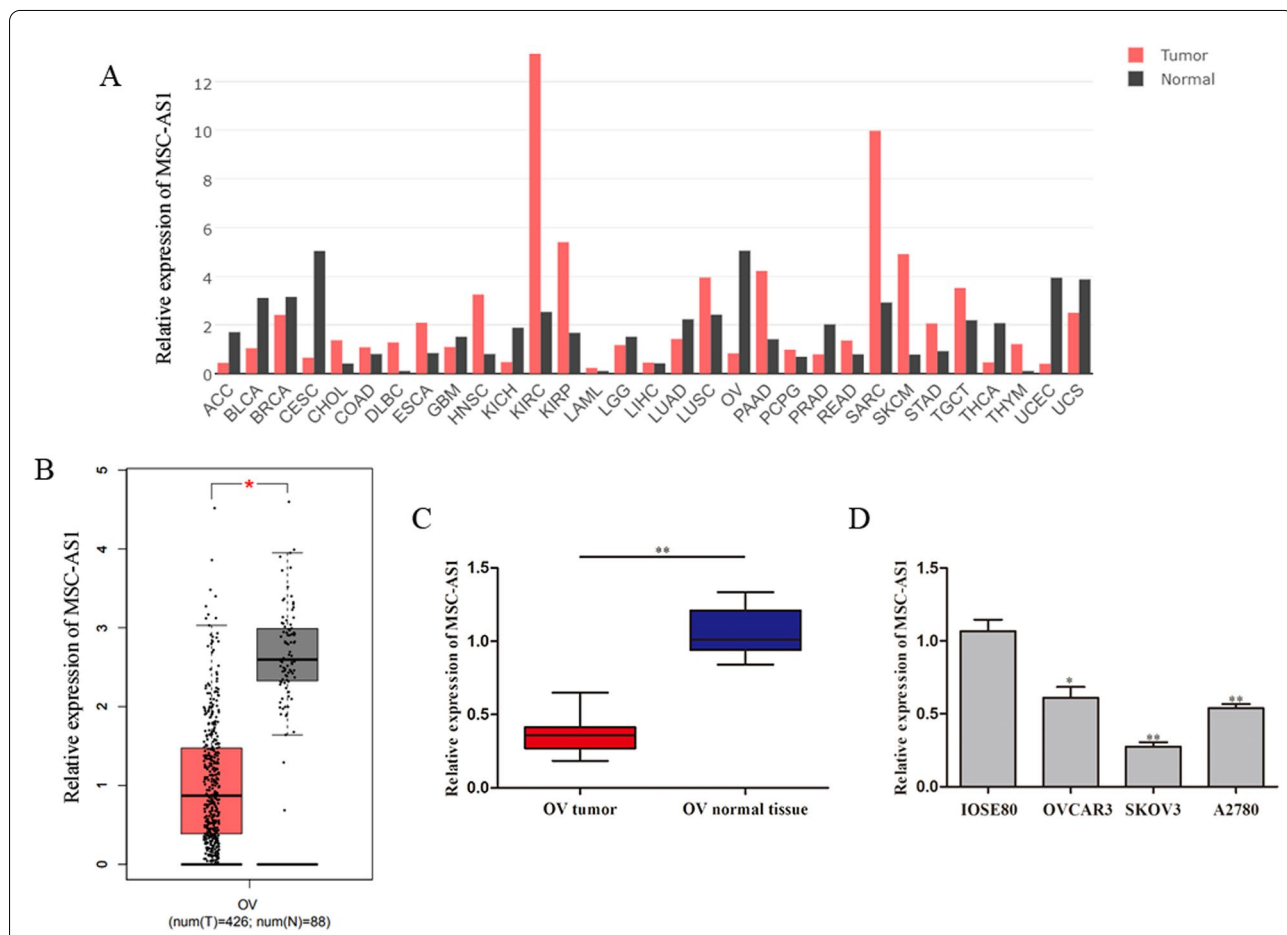 A
Relative expression of MSC-AS1
12
10
8
6
4
2
0
ACC BLCA BRCA CESC CHOL COAD DLBC ESCA GBM HNSC KICH KIRC KIRP LAML LGG LIHC LUAD LUSC OV PAAD PCPG PRAD READ SARC SKCM STAD TGCT THCA THYM UCEC UCS
Tumor
Normal
B
Relative expression of MSC-AS1
5
4
3
2
1
0
*
OV
(num(T)=426; num(N)=88)
C
Relative expression of MSC-AS1
1.5
1.0
0.5
0.0
**
OV tumor OV normal tissue
D
Relative expression of MSC-AS1
1.5
1.0
0.5
0.0
* ** **
IOSE80 OVCAR3 SKOV3 A2780